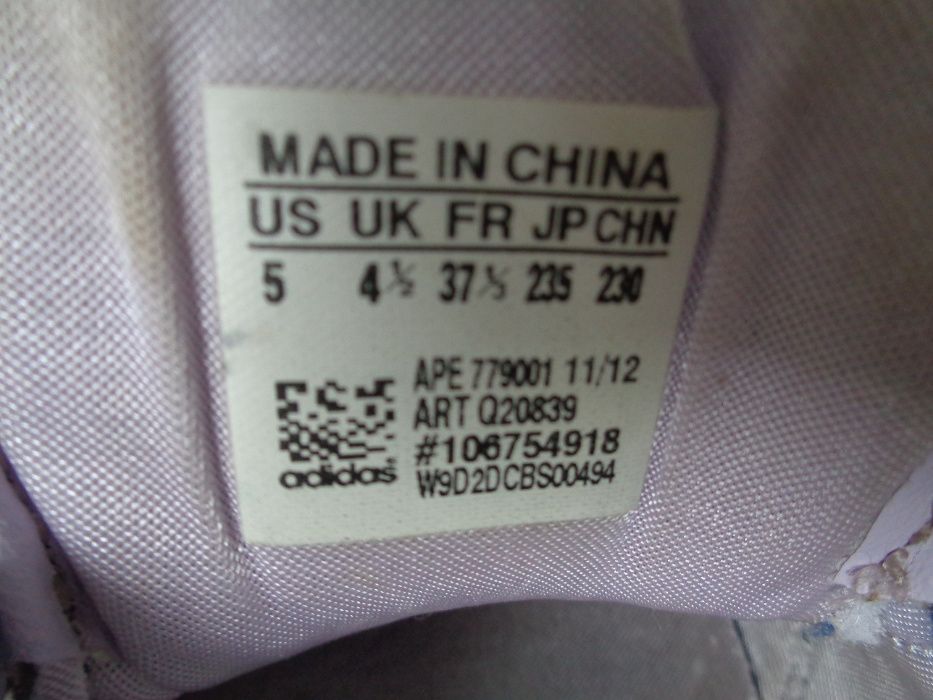 MADE IN CHINA
US UK FR JP CHN
5 4½ 37⅓ 235 230
APE 779001 11/12
ART Q20839
#106754918
adidas W9D2DCBS00494